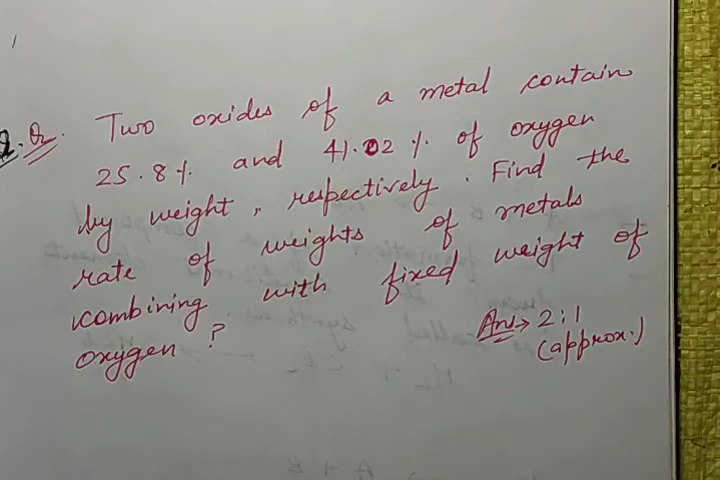 Q. Two oxides of a metal contain
25.8% and 41.02% of oxygen
by weight, respectively. Find the
rate of weights of metals
combining with fixed weight of
oxygen?
Ans→ 2:1
(approx.)